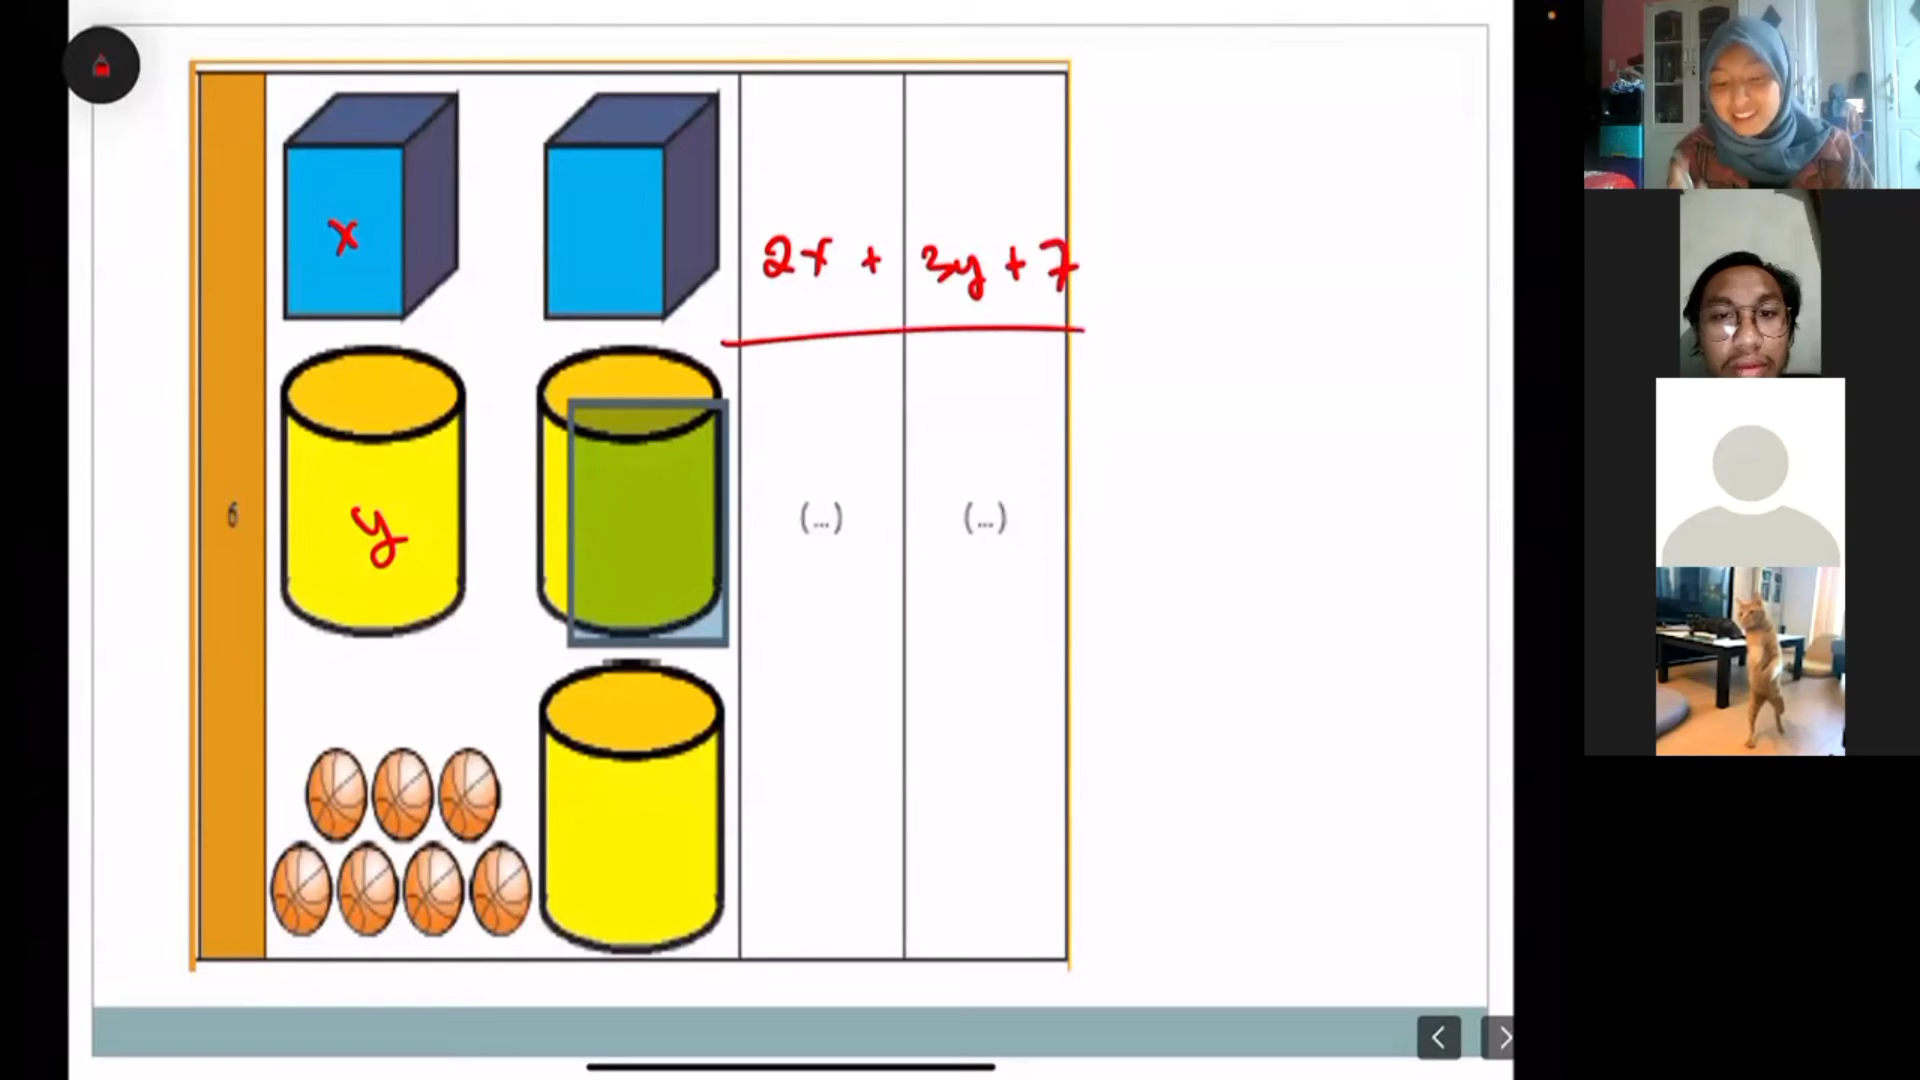 x
2x + 3y + 7
6
y
(...)
(...)